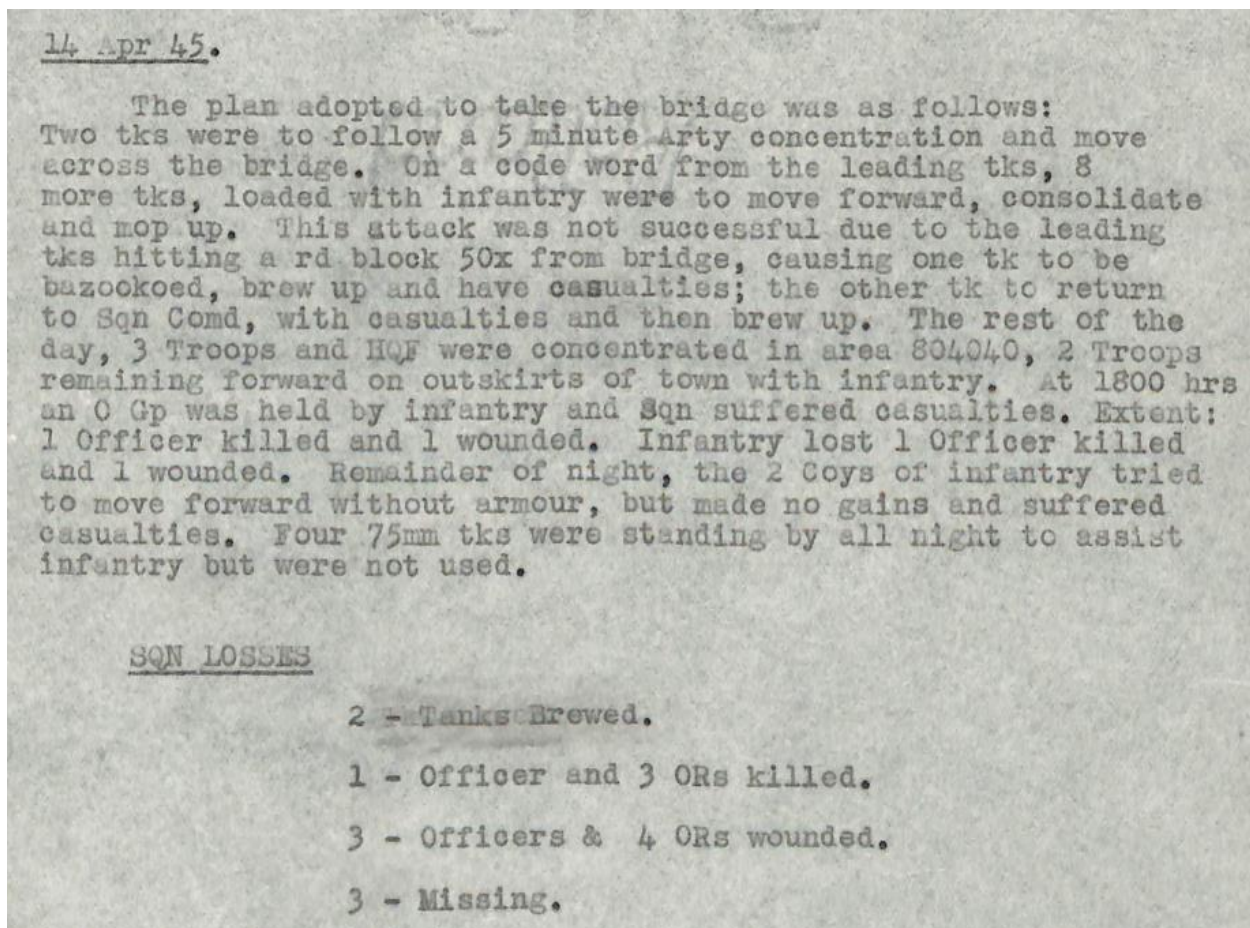 14 Apr 45.
The plan adopted to take the bridge was as follows:
Two tks were to follow a 5 minute Arty concentration and move
across the bridge. On a code word from the leading tks, 8
more tks, loaded with infantry were to move forward, consolidate
and mop up. This attack was not successful due to the leading
tks hitting a rd block 50x from bridge, causing one tk to be
bazookoed, brew up and have casualties; the other tk to return
to Sqn Comd, with casualties and then brew up. The rest of the
day, 3 Troops and HQF were concentrated in area 804040, 2 Troops
remaining forward on outskirts of town with infantry. At 1800 hrs
an O Gp was held by infantry and Sqn suffered casualties. Extent:
1 Officer killed and 1 wounded. Infantry lost 1 Officer killed
and 1 wounded. Remainder of night, the 2 Coys of infantry tried
to move forward without armour, but made no gains and suffered
casualties. Four 75mm tks were standing by all night to assist
infantry but were not used.
SQN LOSSES
2 - Tanks Brewed.
1 - Officer and 3 ORs killed.
3 - Officers & 4 ORs wounded.
3 - Missing.